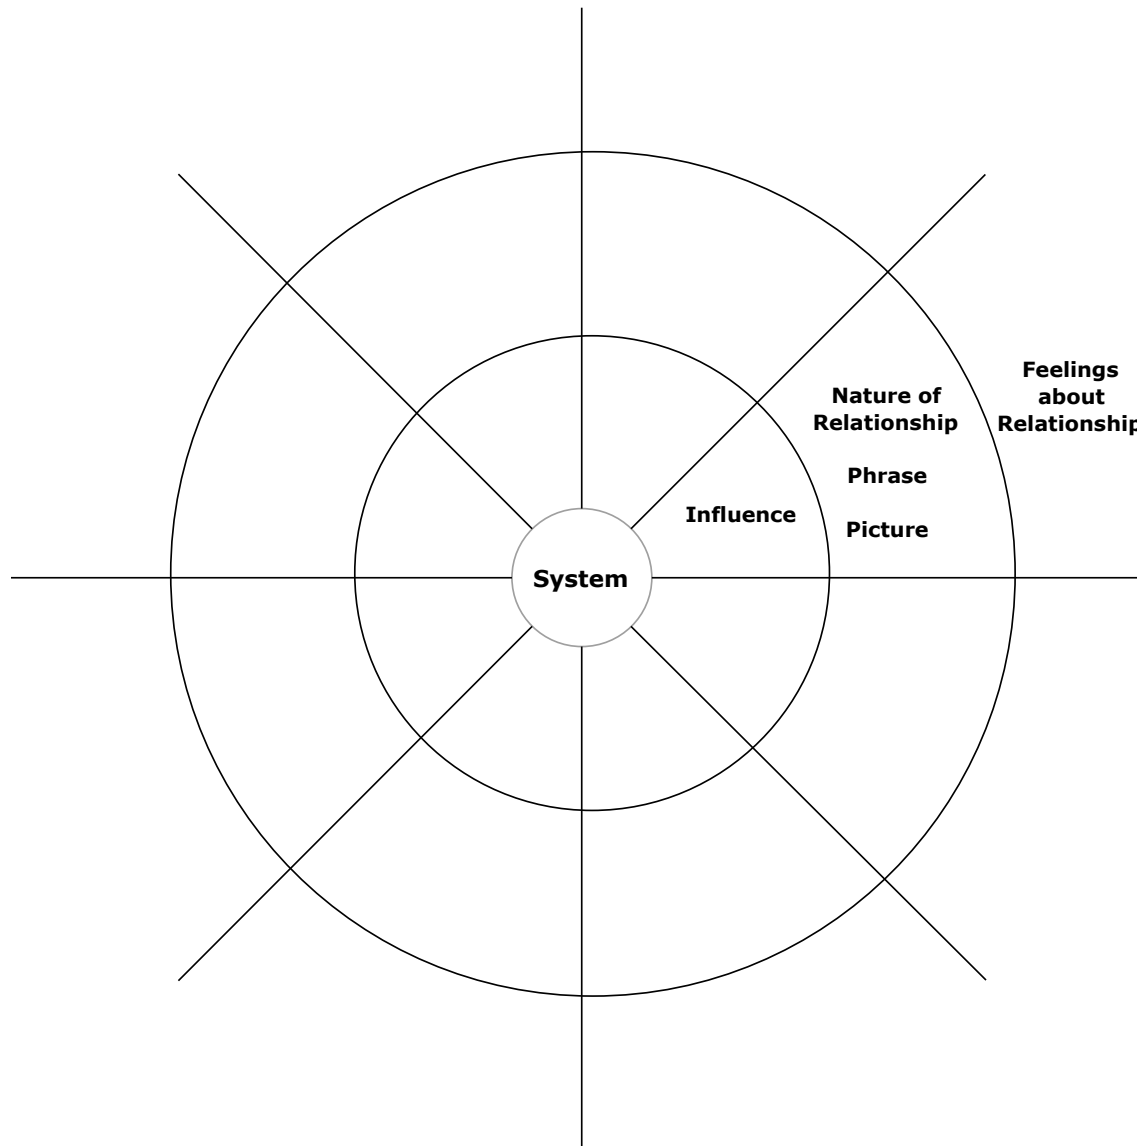 Feelings
about
Relationship
Nature of
Relationship
Phrase
Influence
Picture
System